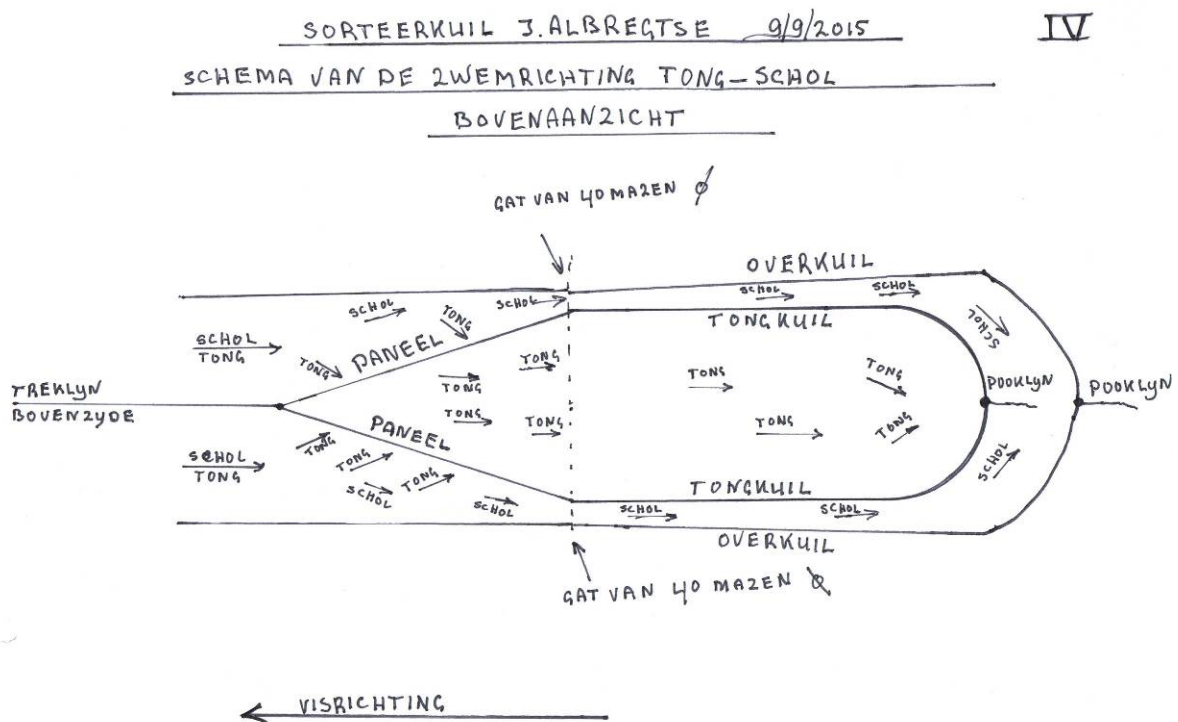 SORTEERKUIL J.ALBREGTSE 9/9/2015
IV
SCHEMA VAN DE ZWEMRICHTING TONG-SCHOL
BOVENAANZICHT
GAT VAN 40 MAZEN Ø
OVERKUIL
SCHOL
SCHOL
SCHOL
SCHOL
SCHOL
TONG
TONGKUIL
SCHOL
TONG
PANEEL
TONG
TONG
TONG
TONG
TONG
TREKLYN
BOVENZYDE
POOKLYN
POOKLYN
TONG
TONG
TONG
TONG
PANEEL
TONG
SCHOL
TONG
TONG
TONG
SCHOL
SCHOL
TONGKUIL
SCHOL
SCHOL
SCHOL
OVERKUIL
GAT VAN 40 MAZEN Ø
VISRICHTING